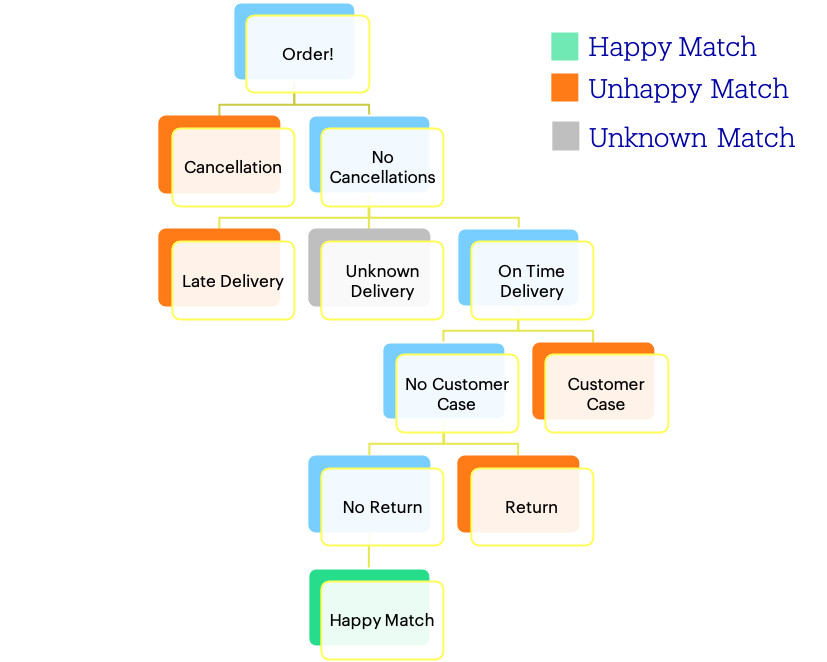 Order!
Happy Match
Unhappy Match
Unknown Match
Cancellation
No
Cancellations
Late Delivery
Unknown
Delivery
On Time
Delivery
No Customer
Case
Customer
Case
No Return
Return
Happy Match